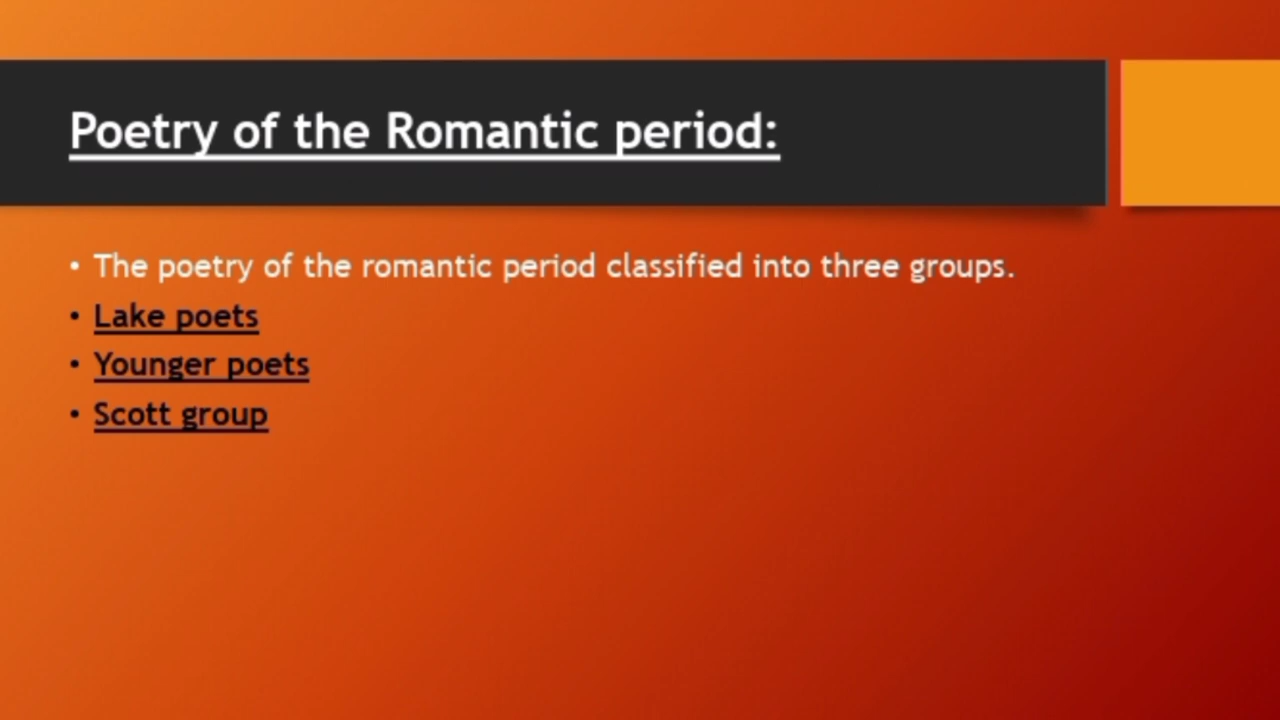 Poetry of the Romantic period:
• The poetry of the romantic period classified into three groups.
• Lake poets
• Younger poets
• Scott group